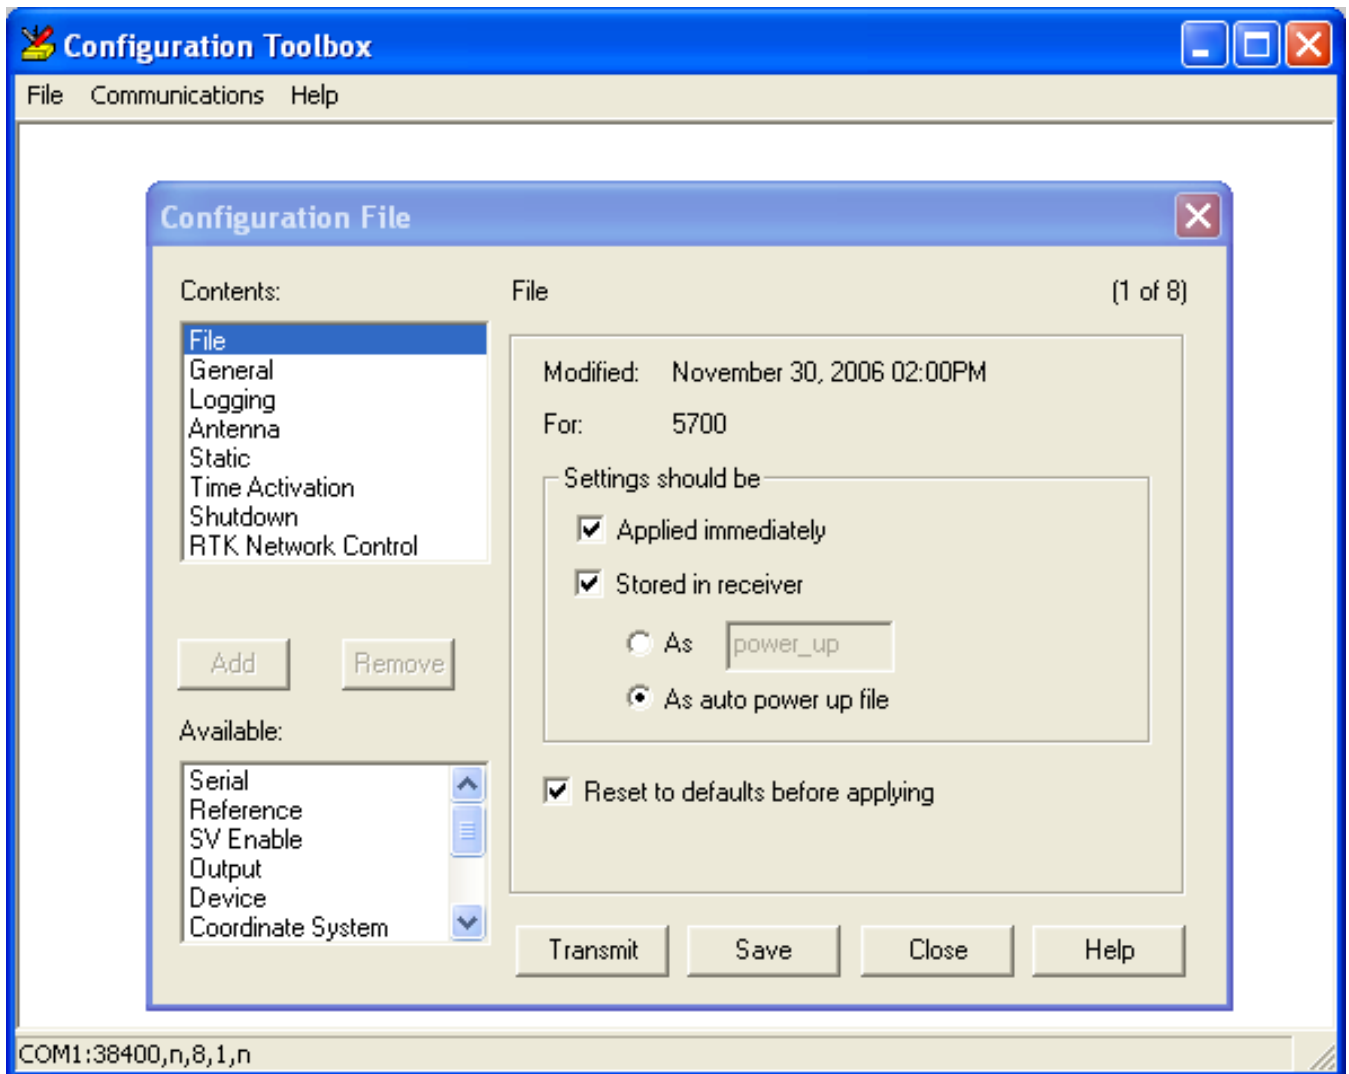 Configuration Toolbox
File Communications Help
Configuration File
Contents:
File
General
Logging
Antenna
Static
Time Activation
Shutdown
RTK Network Control
Add Remove
Available:
Serial
Reference
SV Enable
Output
Device
Coordinate System
File (1 of 8)
Modified: November 30, 2006 02:00PM
For: 5700
Settings should be
Applied immediately
Stored in receiver
As power_up
As auto power up file
Reset to defaults before applying
Transmit Save Close Help
COM1:38400,n,8,1,n